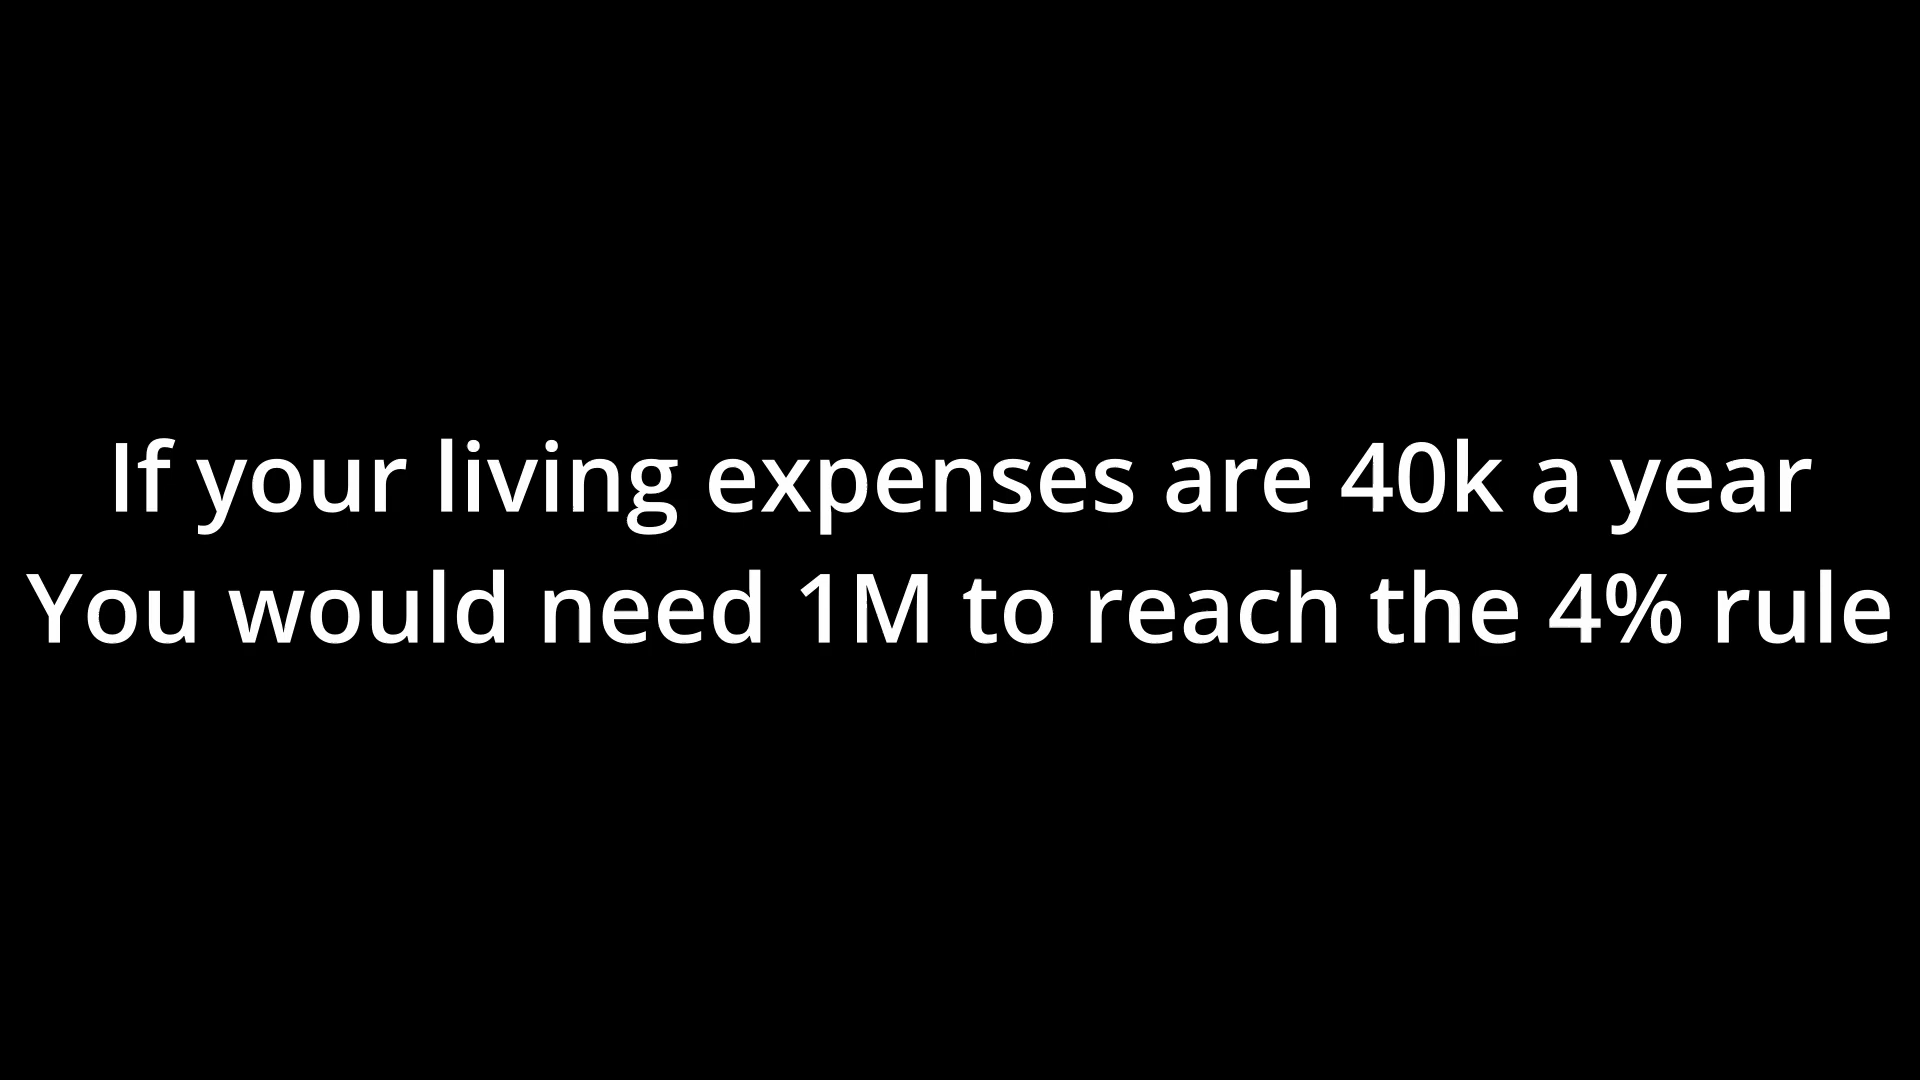 If your living expenses are 40k a year
You would need 1M to reach the 4% rule